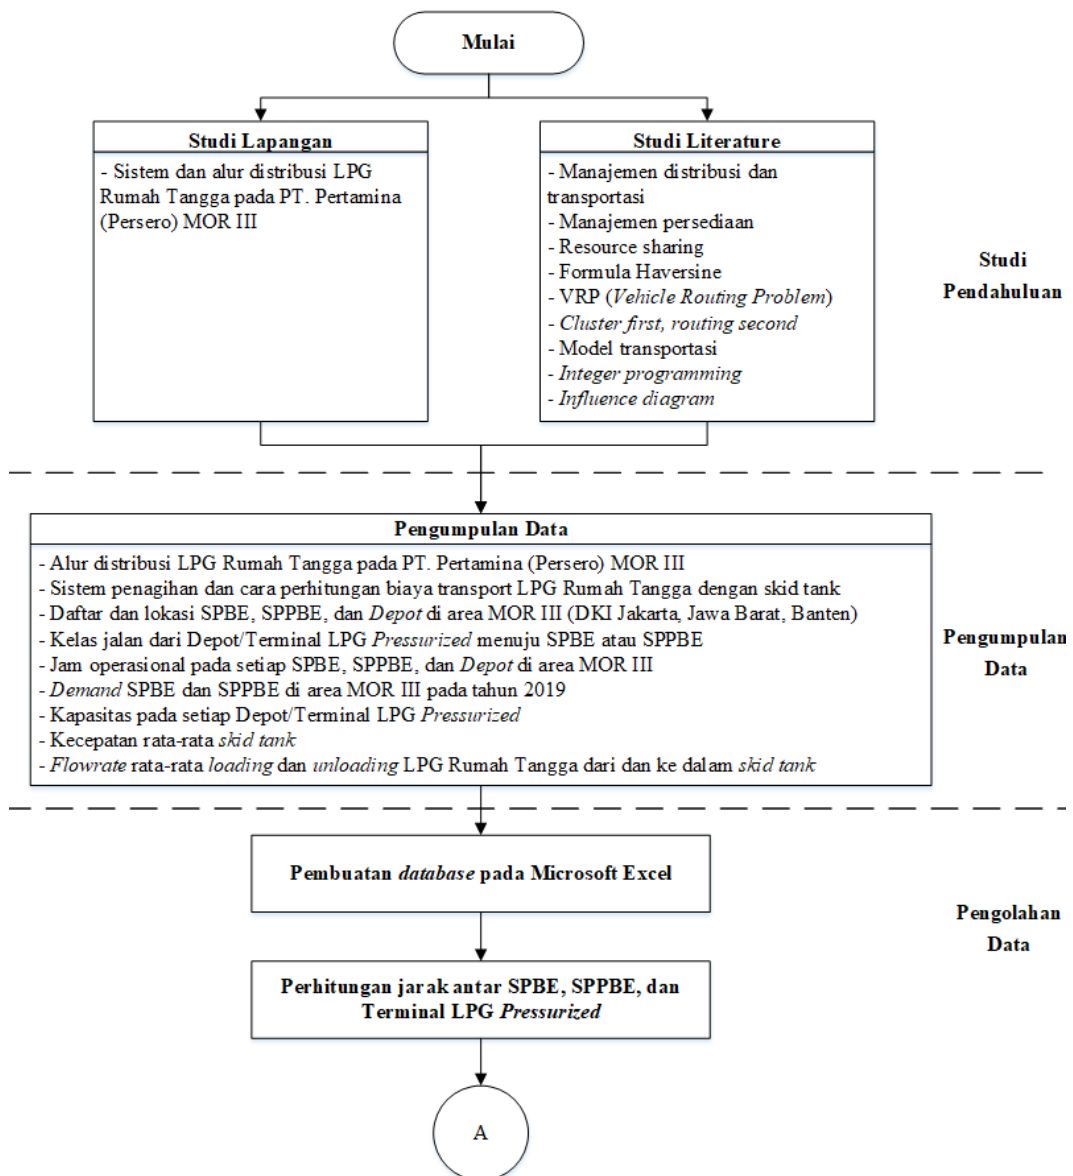 Mulai
Studi Lapangan
- Sistem dan alur distribusi LPG
Rumah Tangga pada PT. Pertamina
(Persero) MOR III
Studi Literature
- Manajemen distribusi dan
transportasi
- Manajemen persediaan
- Resource sharing
- Formula Haversine
- VRP (Vehicle Routing Problem)
- Cluster first, routing second
- Model transportasi
- Integer programming
- Influence diagram
Studi
Pendahuluan
Pengumpulan Data
- Alur distribusi LPG Rumah Tangga pada PT. Pertamina (Persero) MOR III
- Sistem penagihan dan cara perhitungan biaya transport LPG Rumah Tangga dengan skid tank
- Daftar dan lokasi SPBE, SPPBE, dan Depot di area MOR III (DKI Jakarta, Jawa Barat, Banten)
- Kelas jalan dari Depot/Terminal LPG Pressurized menuju SPBE atau SPPBE
- Jam operasional pada setiap SPBE, SPPBE, dan Depot di area MOR III
- Demand SPBE dan SPPBE di area MOR III pada tahun 2019
- Kapasitas pada setiap Depot/Terminal LPG Pressurized
- Kecepatan rata-rata skid tank
- Flowrate rata-rata loading dan unloading LPG Rumah Tangga dari dan ke dalam skid tank
Pengumpulan
Data
Pembuatan database pada Microsoft Excel
Perhitungan jarak antar SPBE, SPPBE, dan
Terminal LPG Pressurized
Pengolahan
Data
A